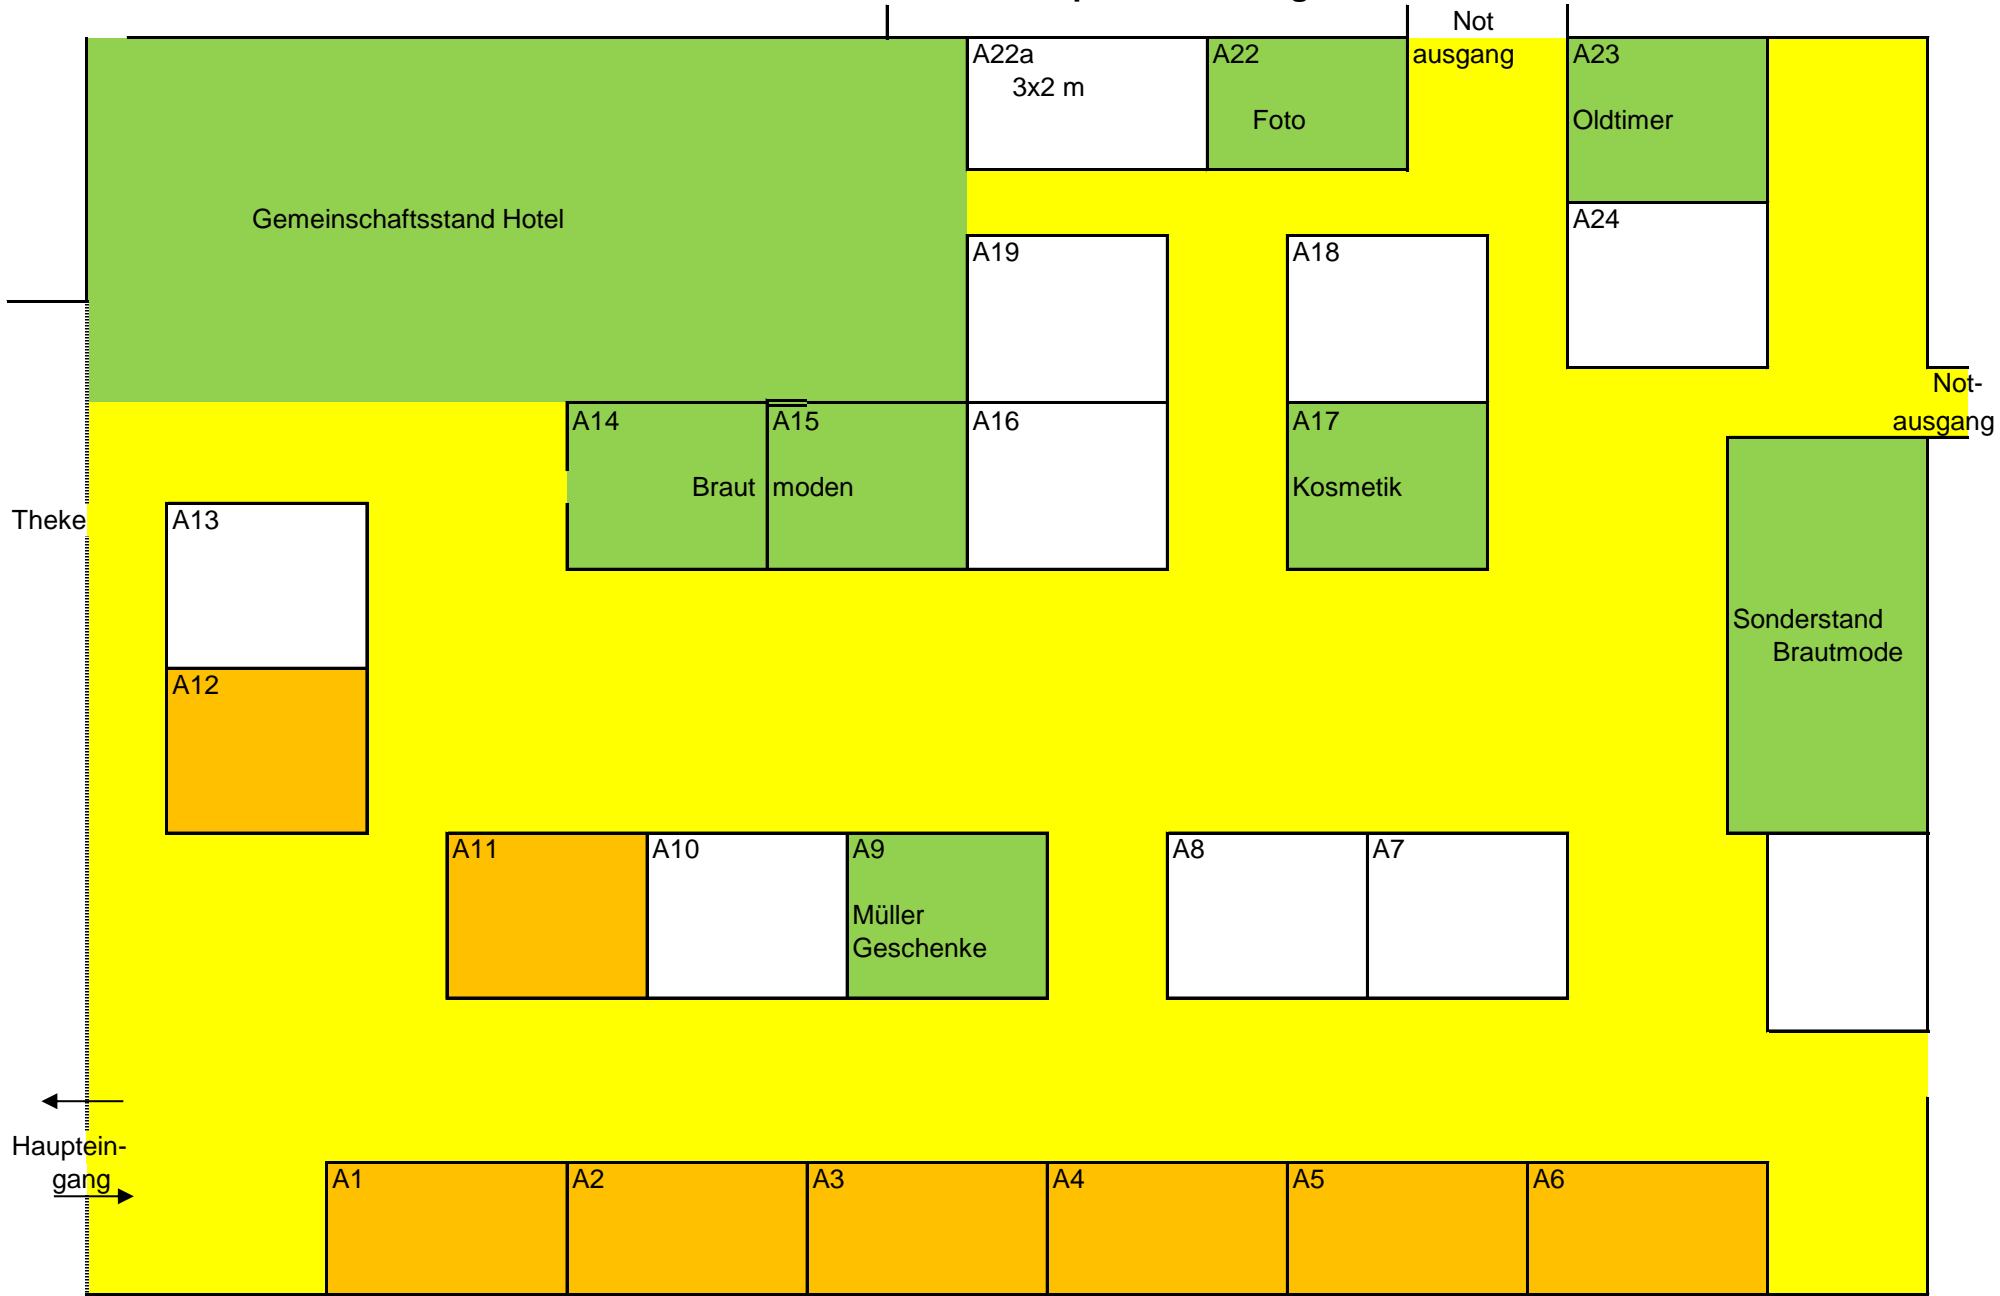 Not
ausgang
A22a
3x2 m
A22
Foto
A23
Oldtimer
Gemeinschaftsstand Hotel
A24
A19
A18
Not-
ausgang
A14
A15
A16
A17
Braut moden
Kosmetik
Theke
A13
Sonderstand
Brautmode
A12
A11
A10
A9
A8
A7
Müller
Geschenke
Hauptein-
gang
A1
A2
A3
A4
A5
A6